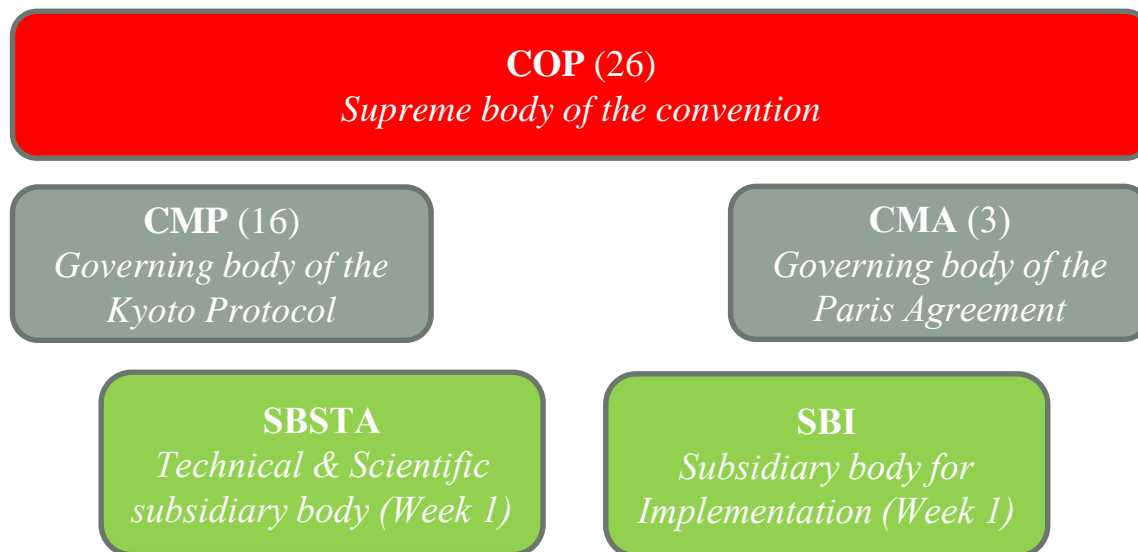 COP (26)
Supreme body of the convention
CMP (16)
Governing body of the
Kyoto Protocol
CMA (3)
Governing body of the
Paris Agreement
SBSTA
Technical & Scientific
subsidiary body (Week 1)
SBI
Subsidiary body for
Implementation (Week 1)